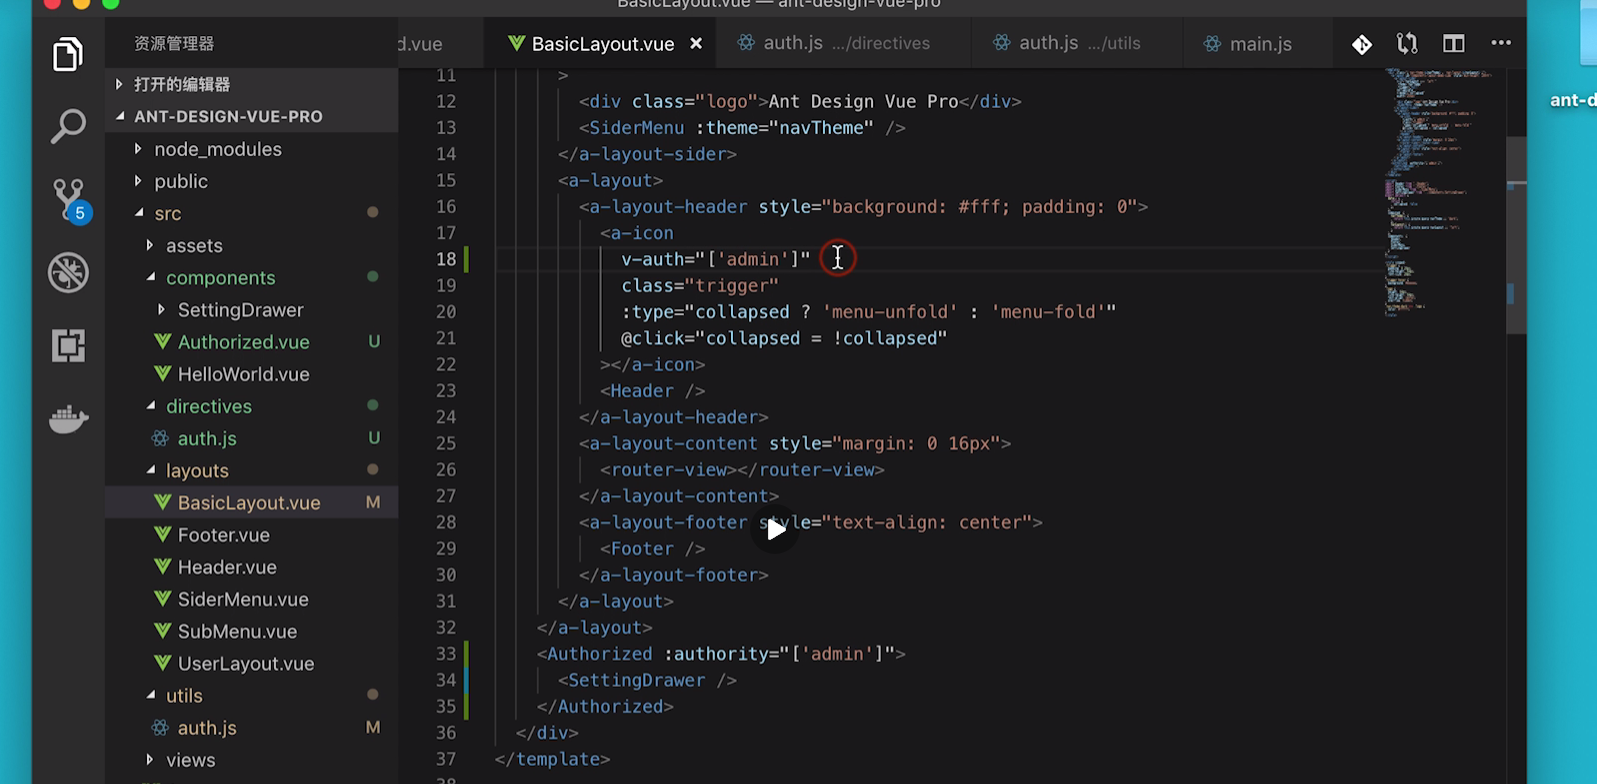 BasicLayout.vue — ant-design-vue-pro
资源管理器
d.vue
BasicLayout.vue ×
auth.js .../directives
auth.js .../utils
main.js
打开的编辑器
ANT-DESIGN-VUE-PRO
node_modules
public
src
assets
components
SettingDrawer
Authorized.vue U
HelloWorld.vue
directives
auth.js U
layouts
BasicLayout.vue M
Footer.vue
Header.vue
SiderMenu.vue
SubMenu.vue
UserLayout.vue
utils
auth.js M
views
5
11 >
12 <div class="logo">Ant Design Vue Pro</div>
13 <SiderMenu :theme="navTheme" />
14 </a-layout-sider>
15 <a-layout>
16 <a-layout-header style="background: #fff; padding: 0">
17 <a-icon
18 v-auth="['admin']"
19 class="trigger"
20 :type="collapsed ? 'menu-unfold' : 'menu-fold'"
21 @click="collapsed = !collapsed"
22 ></a-icon>
23 <Header />
24 </a-layout-header>
25 <a-layout-content style="margin: 0 16px">
26 <router-view></router-view>
27 </a-layout-content>
28 <a-layout-footer style="text-align: center">
29 <Footer />
30 </a-layout-footer>
31 </a-layout>
32 </a-layout>
33 <Authorized :authority="['admin']">
34 <SettingDrawer />
35 </Authorized>
36 </div>
37 </template>
38
ant-d